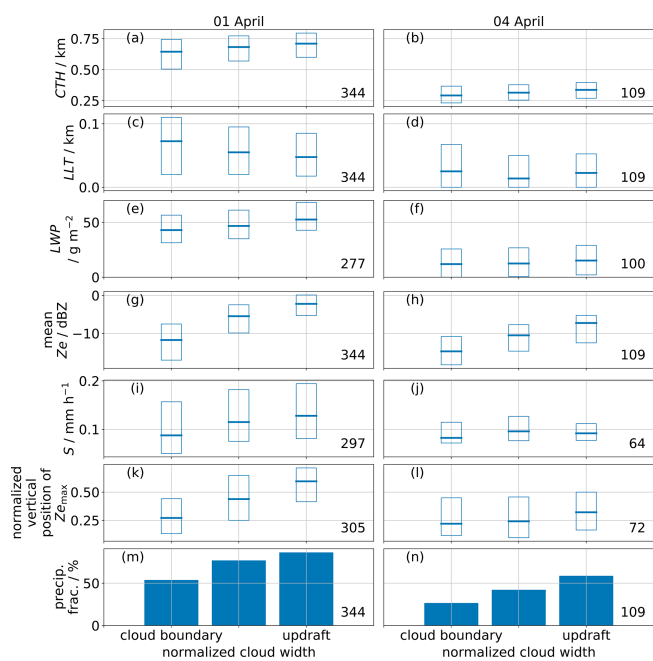 01 April
04 April
(a)
0.75
0.50
0.25
CTH / km
344
(b)
109
(c)
0.1
0.0
LLT / km
344
(d)
109
(e)
50
0
LWP
/ g m⁻²
277
(f)
100
(g)
0
−10
mean
Ze / dBZ
344
(h)
109
(i)
0.2
0.1
S / mm h⁻¹
297
(j)
64
(k)
0.50
0.25
normalized
vertical
position of
Zeₘₐₓ
305
(l)
72
(m)
50
0
precip.
frac. / %
344
(n)
109
cloud boundary
updraft
normalized cloud width
cloud boundary
updraft
normalized cloud width